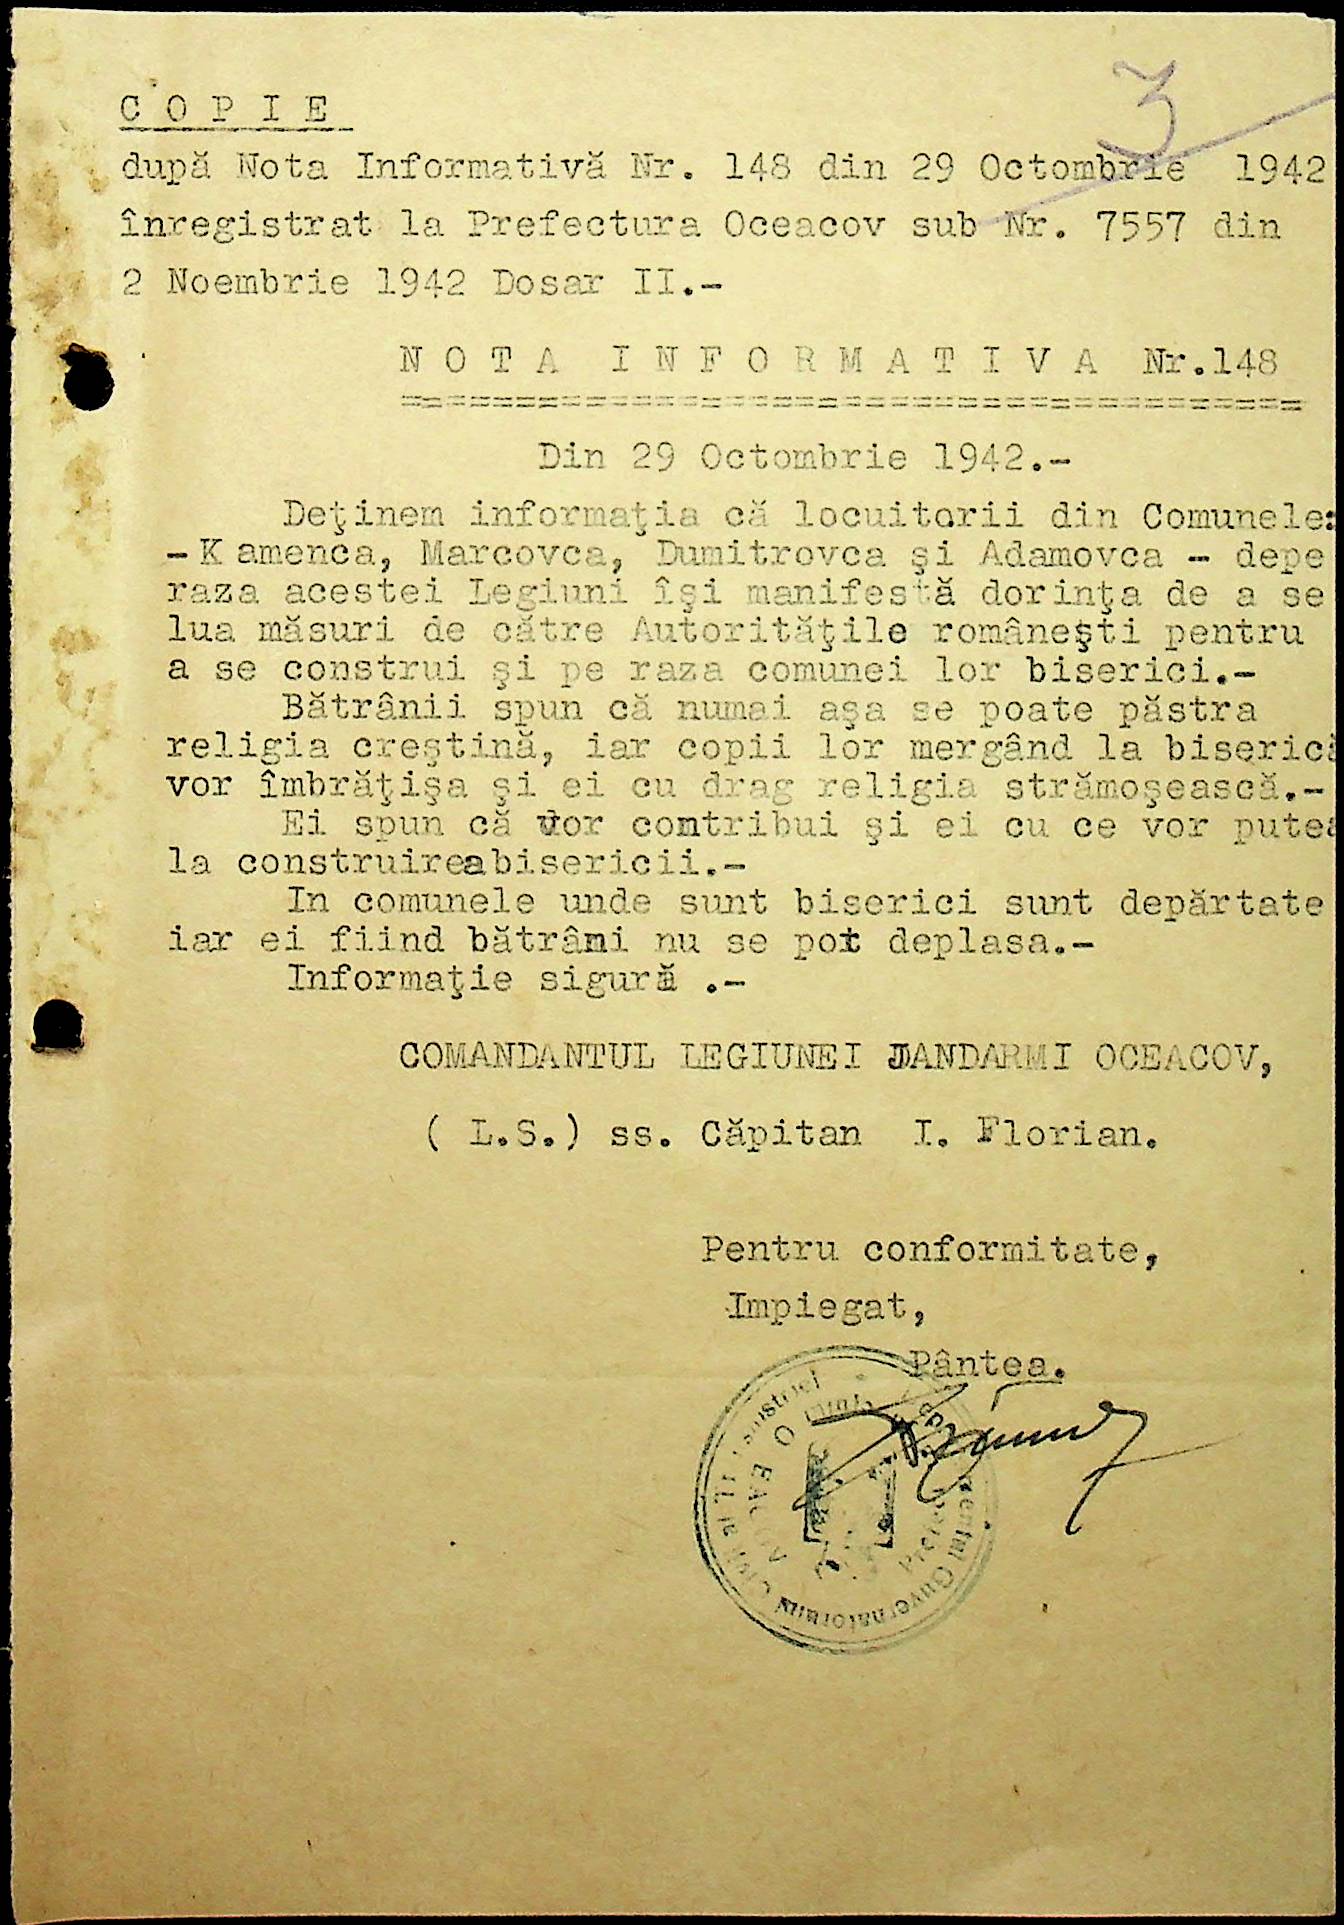 3
C O P I E
după Nota Informativă Nr. 148 din 29 Octombrie 1942
înregistrat la Prefectura Oceacov sub Nr. 7557 din
2 Noembrie 1942 Dosar II.-
N O T A   I N F O R M A T I V A  Nr.148
=======================================
Din 29 Octombrie 1942.-
Deţinem informaţia că locuitorii din Comunele:
- Kamenca, Marcovca, Dumitrovca şi Adamovca - depe
raza acestei Legiuni îşi manifestă dorinţa de a se
lua măsuri de către Autorităţile româneşti pentru
a se construi şi pe raza comunei lor biserici.-
Bătrânii spun că numai aşa se poate păstra
religia creştină, iar copii lor mergând la biserică
vor îmbrăţişa şi ei cu drag religia strămoşească.-
Ei spun că vor contribui şi ei cu ce vor putea
la construireabisericii.-
In comunele unde sunt biserici sunt depărtate
iar ei fiind bătrâni nu se pot deplasa.-
Informaţie sigură .-
COMANDANTUL LEGIUNEI JANDARMI OCEACOV,
( L.S.) ss. Căpitan I. Florian.
Pentru conformitate,
Impiegat,
Pântea.
Guvernatorului Civil al